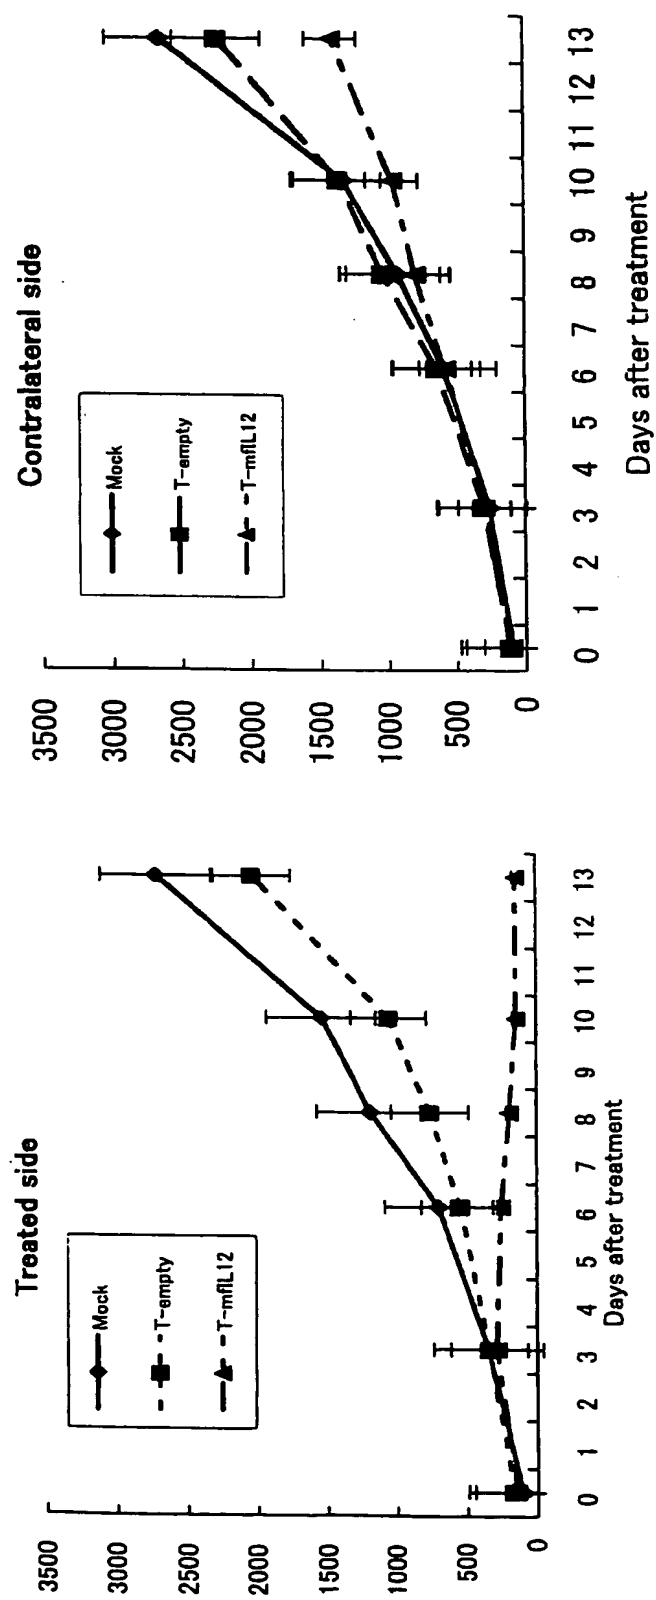 Treated side
Mock
T-empty
T-mfIL12
3500
3000
2500
2000
1500
1000
500
0
0 1 2 3 4 5 6 7 8 9 10 11 12 13
Days after treatment
Contralateral side
Mock
T-empty
T-mfIL12
3500
3000
2500
2000
1500
1000
500
0
0 1 2 3 4 5 6 7 8 9 10 11 12 13
Days after treatment